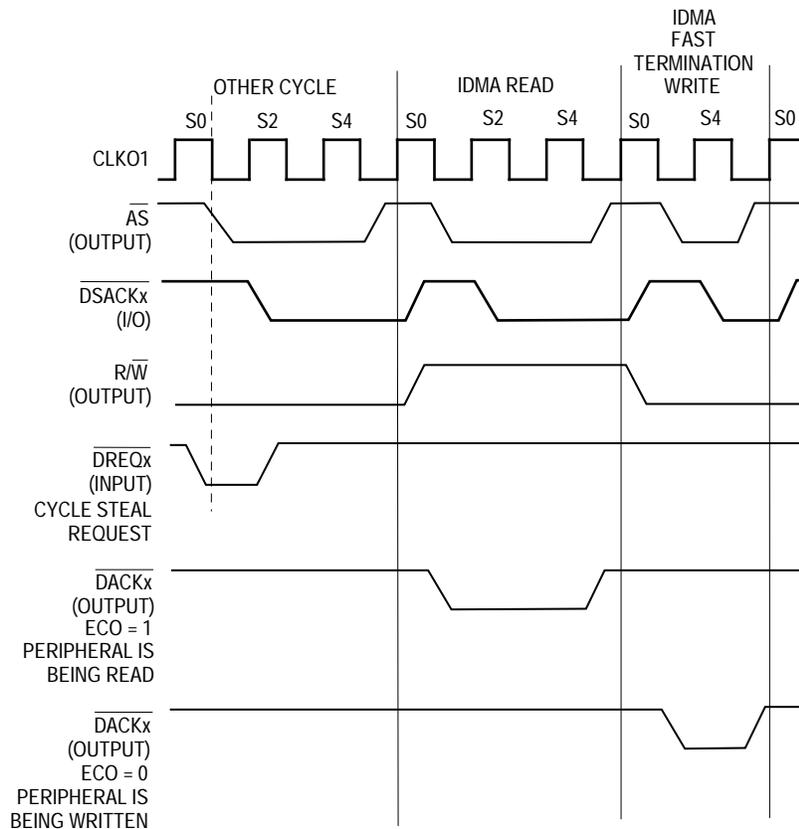 IDMA
FAST
TERMINATION
WRITE
OTHER CYCLE
IDMA READ
S0 S2 S4 S0 S2 S4 S0 S4 S0
CLKO1
AS
(OUTPUT)
DSACKx
(I/O)
R/W
(OUTPUT)
DREQx
(INPUT)
CYCLE STEAL
REQUEST
DACKx
(OUTPUT)
ECO = 1
PERIPHERAL IS
BEING READ
DACKx
(OUTPUT)
ECO = 0
PERIPHERAL IS
BEING WRITTEN